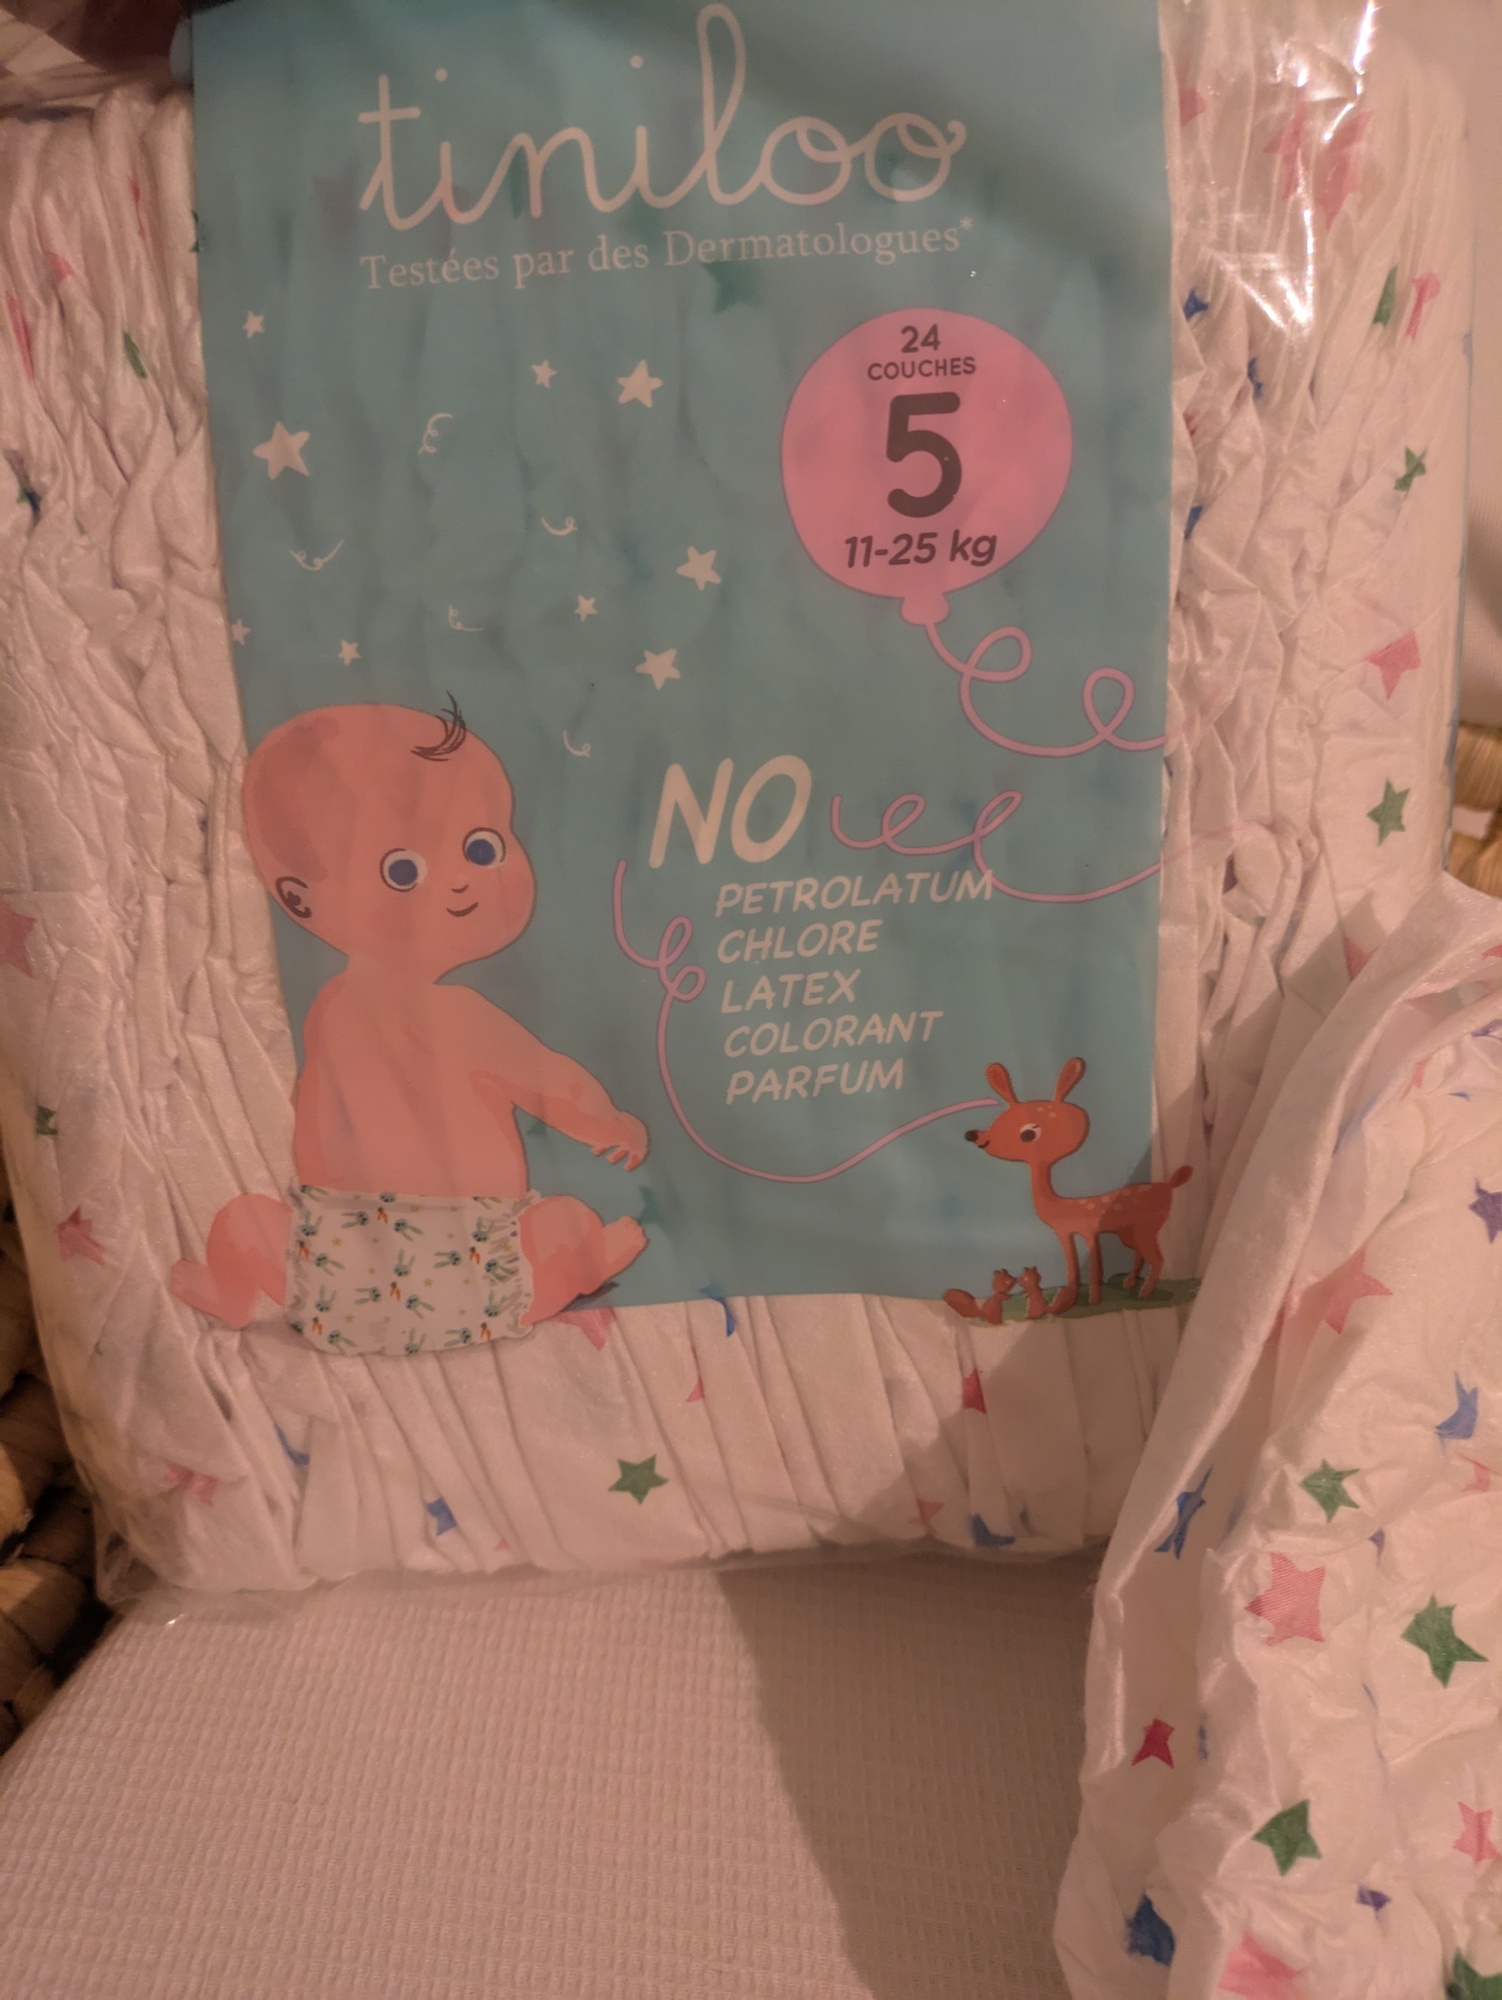 tiniloo
Testées par des Dermatologues*
24
COUCHES
5
11-25 kg
NO
PETROLATUM
CHLORE
LATEX
COLORANT
PARFUM